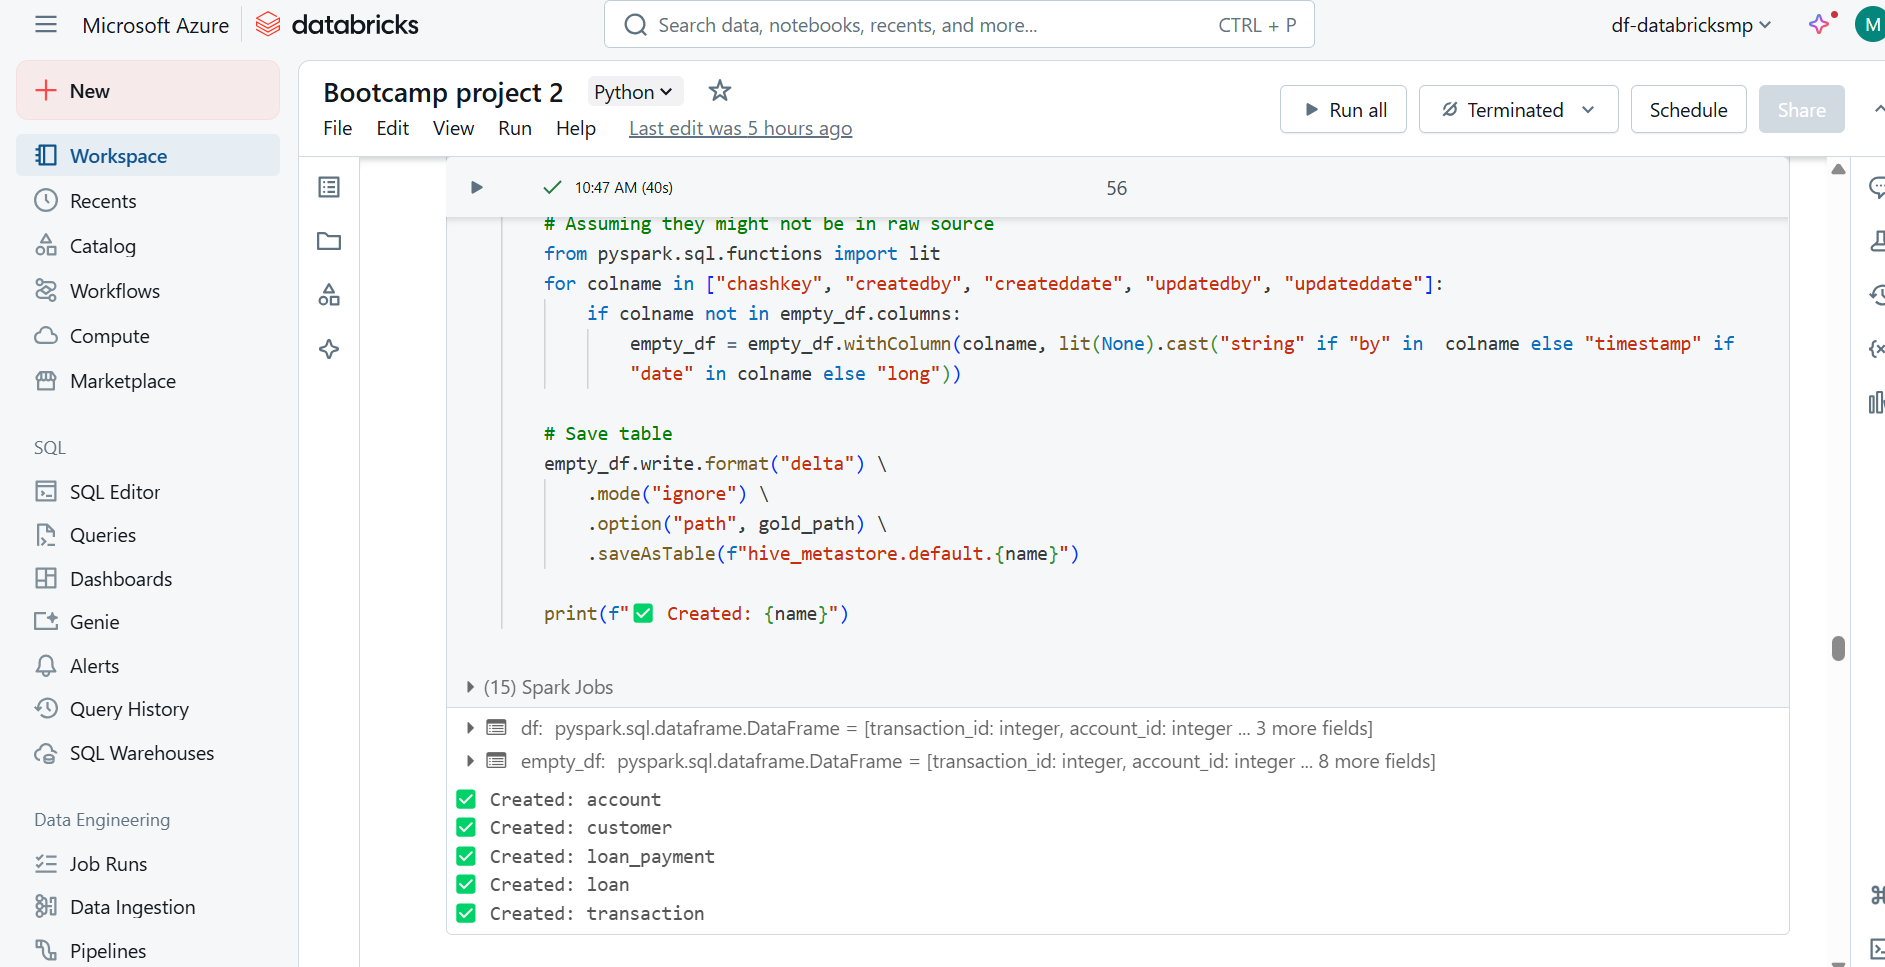 Microsoft Azure databricks
Search data, notebooks, recents, and more... CTRL + P
df-databricksmp
M
New
Workspace
Recents
Catalog
Workflows
Compute
Marketplace
SQL
SQL Editor
Queries
Dashboards
Genie
Alerts
Query History
SQL Warehouses
Data Engineering
Job Runs
Data Ingestion
Pipelines
Bootcamp project 2 Python
File Edit View Run Help Last edit was 5 hours ago
Run all Terminated Schedule Share
10:47 AM (40s) 56
# Assuming they might not be in raw source
from pyspark.sql.functions import lit
for colname in ["chashkey", "createdby", "createddate", "updatedby", "updateddate"]:
if colname not in empty_df.columns:
empty_df = empty_df.withColumn(colname, lit(None).cast("string" if "by" in  colname else "timestamp" if
"date" in colname else "long"))
# Save table
empty_df.write.format("delta") \
.mode("ignore") \
.option("path", gold_path) \
.saveAsTable(f"hive_metastore.default.{name}")
print(f"✅ Created: {name}")
(15) Spark Jobs
df: pyspark.sql.dataframe.DataFrame = [transaction_id: integer, account_id: integer ... 3 more fields]
empty_df: pyspark.sql.dataframe.DataFrame = [transaction_id: integer, account_id: integer ... 8 more fields]
✅ Created: account
✅ Created: customer
✅ Created: loan_payment
✅ Created: loan
✅ Created: transaction